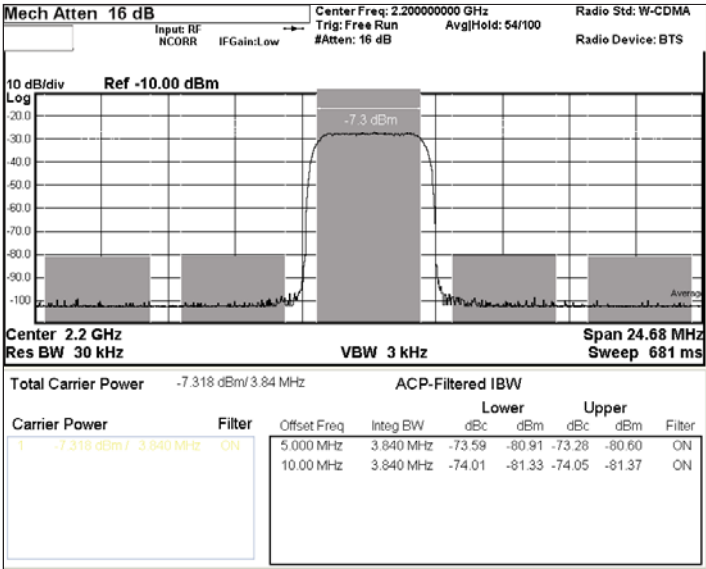 Mech Atten 16 dB
Input: RF
NCORR IFGain:Low
Center Freq: 2.200000000 GHz
Trig: Free Run Avg|Hold: 54/100
#Atten: 16 dB
Radio Std: W-CDMA
Radio Device: BTS
10 dB/div Ref -10.00 dBm
Log
-20.0
-30.0
-40.0
-50.0
-60.0
-70.0
-80.0
-90.0
-100
-7.3 dBm
Average
Center 2.2 GHz Span 24.68 MHz
Res BW 30 kHz VBW 3 kHz Sweep 681 ms
Total Carrier Power -7.318 dBm/ 3.84 MHz ACP-Filtered IBW
Lower Upper
Carrier Power Filter Offset Freq Integ BW dBc dBm dBc dBm Filter
1 -7.318 dBm / 3.840 MHz ON 5.000 MHz 3.840 MHz -73.59 -80.91 -73.28 -80.60 ON
10.00 MHz 3.840 MHz -74.01 -81.33 -74.05 -81.37 ON